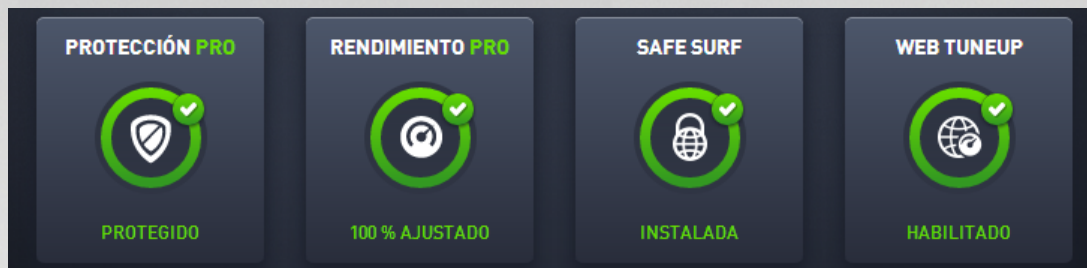 PROTECCIÓN PRO
RENDIMIENTO PRO
SAFE SURF
WEB TUNEUP
PROTEGIDO
100 % AJUSTADO
INSTALADA
HABILITADO